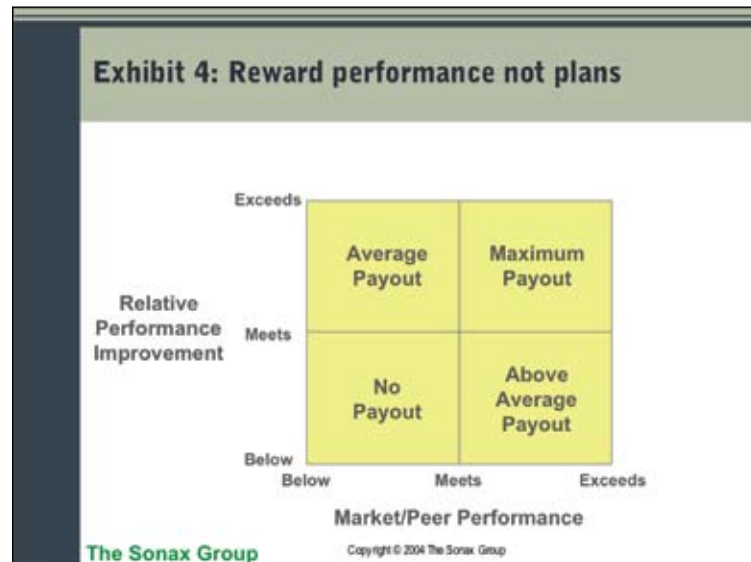 Exhibit 4: Reward performance not plans
Exceeds
Average
Payout
Maximum
Payout
Relative
Performance
Improvement
Meets
No
Payout
Above
Average
Payout
Below
Below Meets Exceeds
Market/Peer Performance
The Sonax Group Copyright © 2004 The Sonax Group